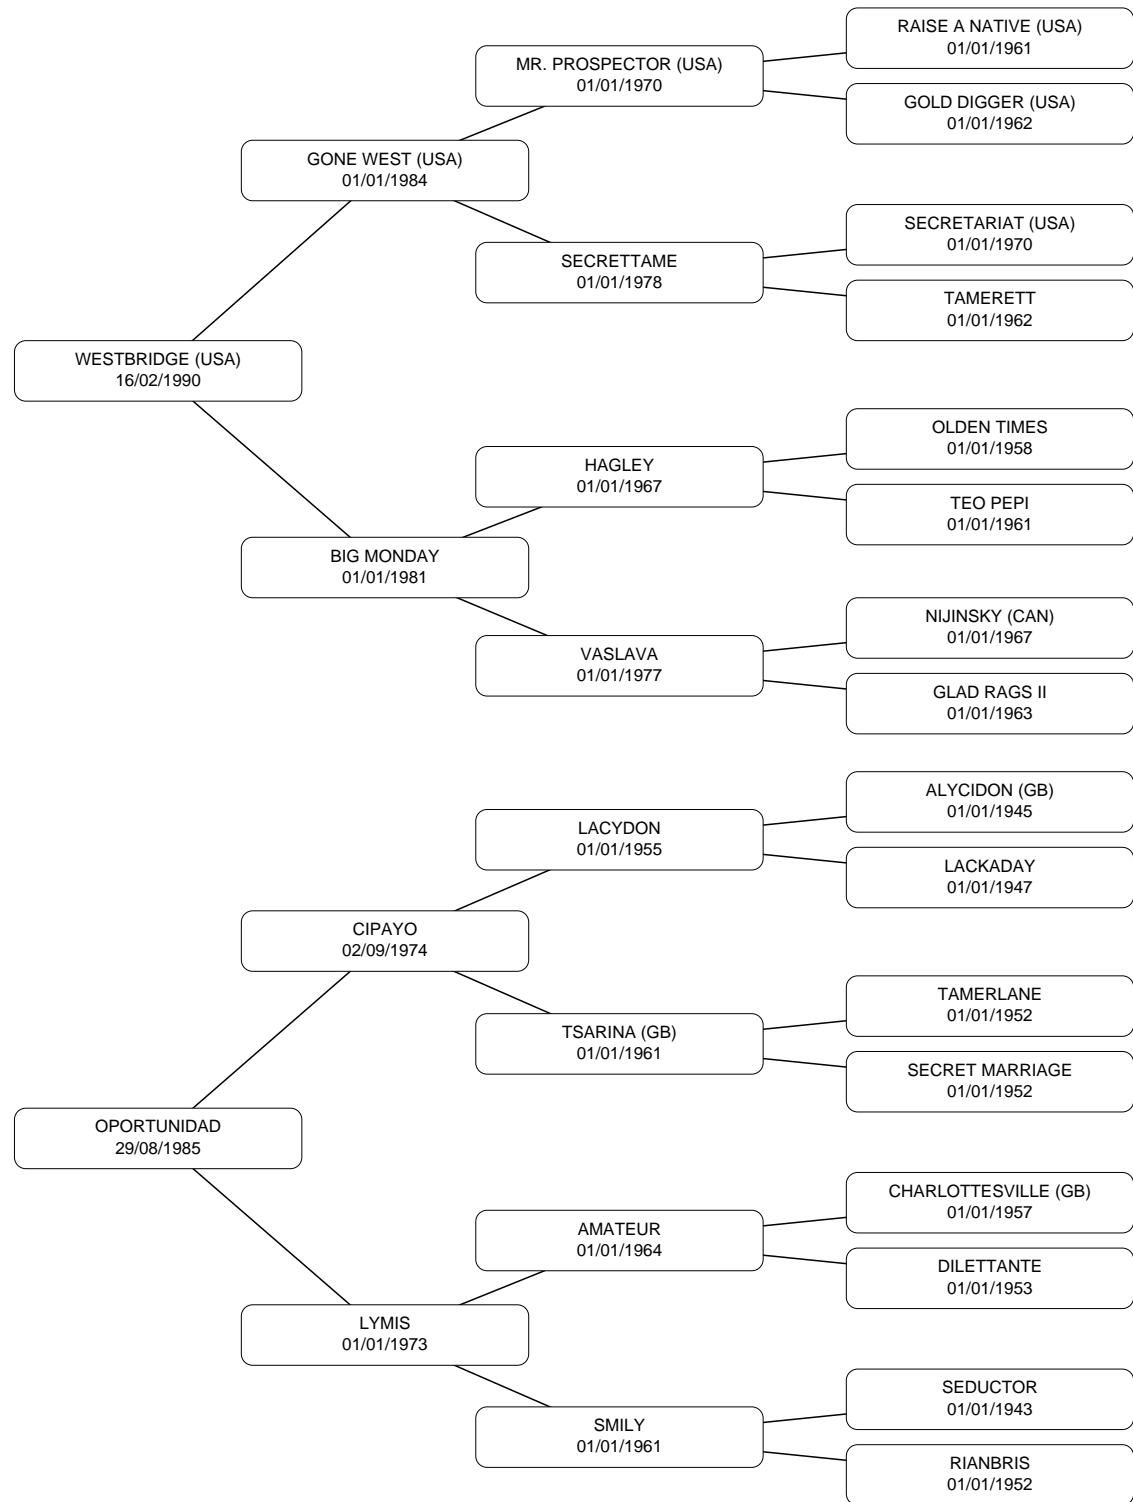 RAISE A NATIVE (USA)
01/01/1961
MR. PROSPECTOR (USA)
01/01/1970
GOLD DIGGER (USA)
01/01/1962
GONE WEST (USA)
01/01/1984
SECRETARIAT (USA)
01/01/1970
SECRETTAME
01/01/1978
TAMERETT
01/01/1962
WESTBRIDGE (USA)
16/02/1990
OLDEN TIMES
01/01/1958
HAGLEY
01/01/1967
TEO PEPI
01/01/1961
BIG MONDAY
01/01/1981
NIJINSKY (CAN)
01/01/1967
VASLAVA
01/01/1977
GLAD RAGS II
01/01/1963
ALYCIDON (GB)
01/01/1945
LACYDON
01/01/1955
LACKADAY
01/01/1947
CIPAYO
02/09/1974
TAMERLANE
01/01/1952
TSARINA (GB)
01/01/1961
SECRET MARRIAGE
01/01/1952
OPORTUNIDAD
29/08/1985
CHARLOTTESVILLE (GB)
01/01/1957
AMATEUR
01/01/1964
DILETTANTE
01/01/1953
LYMIS
01/01/1973
SEDUCTOR
01/01/1943
SMILY
01/01/1961
RIANBRIS
01/01/1952